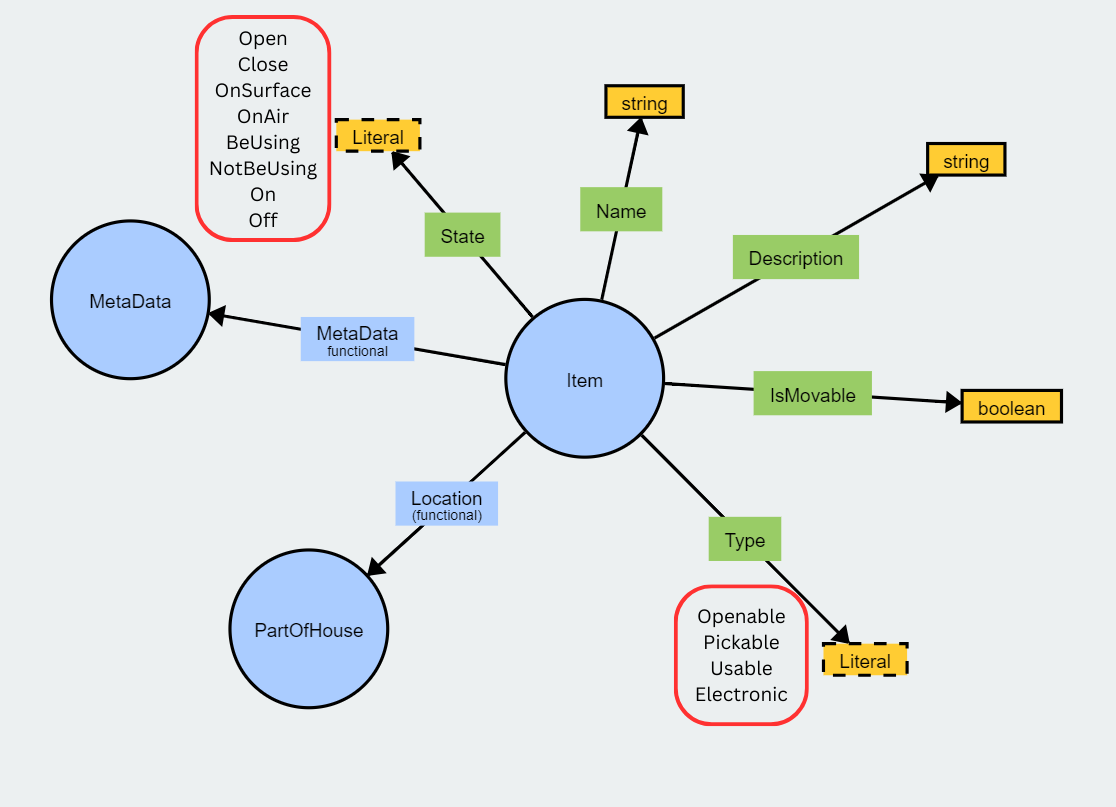 Open
Close
OnSurface
OnAir
BeUsing
NotBeUsing
On
Off
Literal
State
string
Name
string
Description
MetaData
MetaData
functional
Item
IsMovable
boolean
Location
(functional)
PartOfHouse
Type
Openable
Pickable
Usable
Electronic
Literal